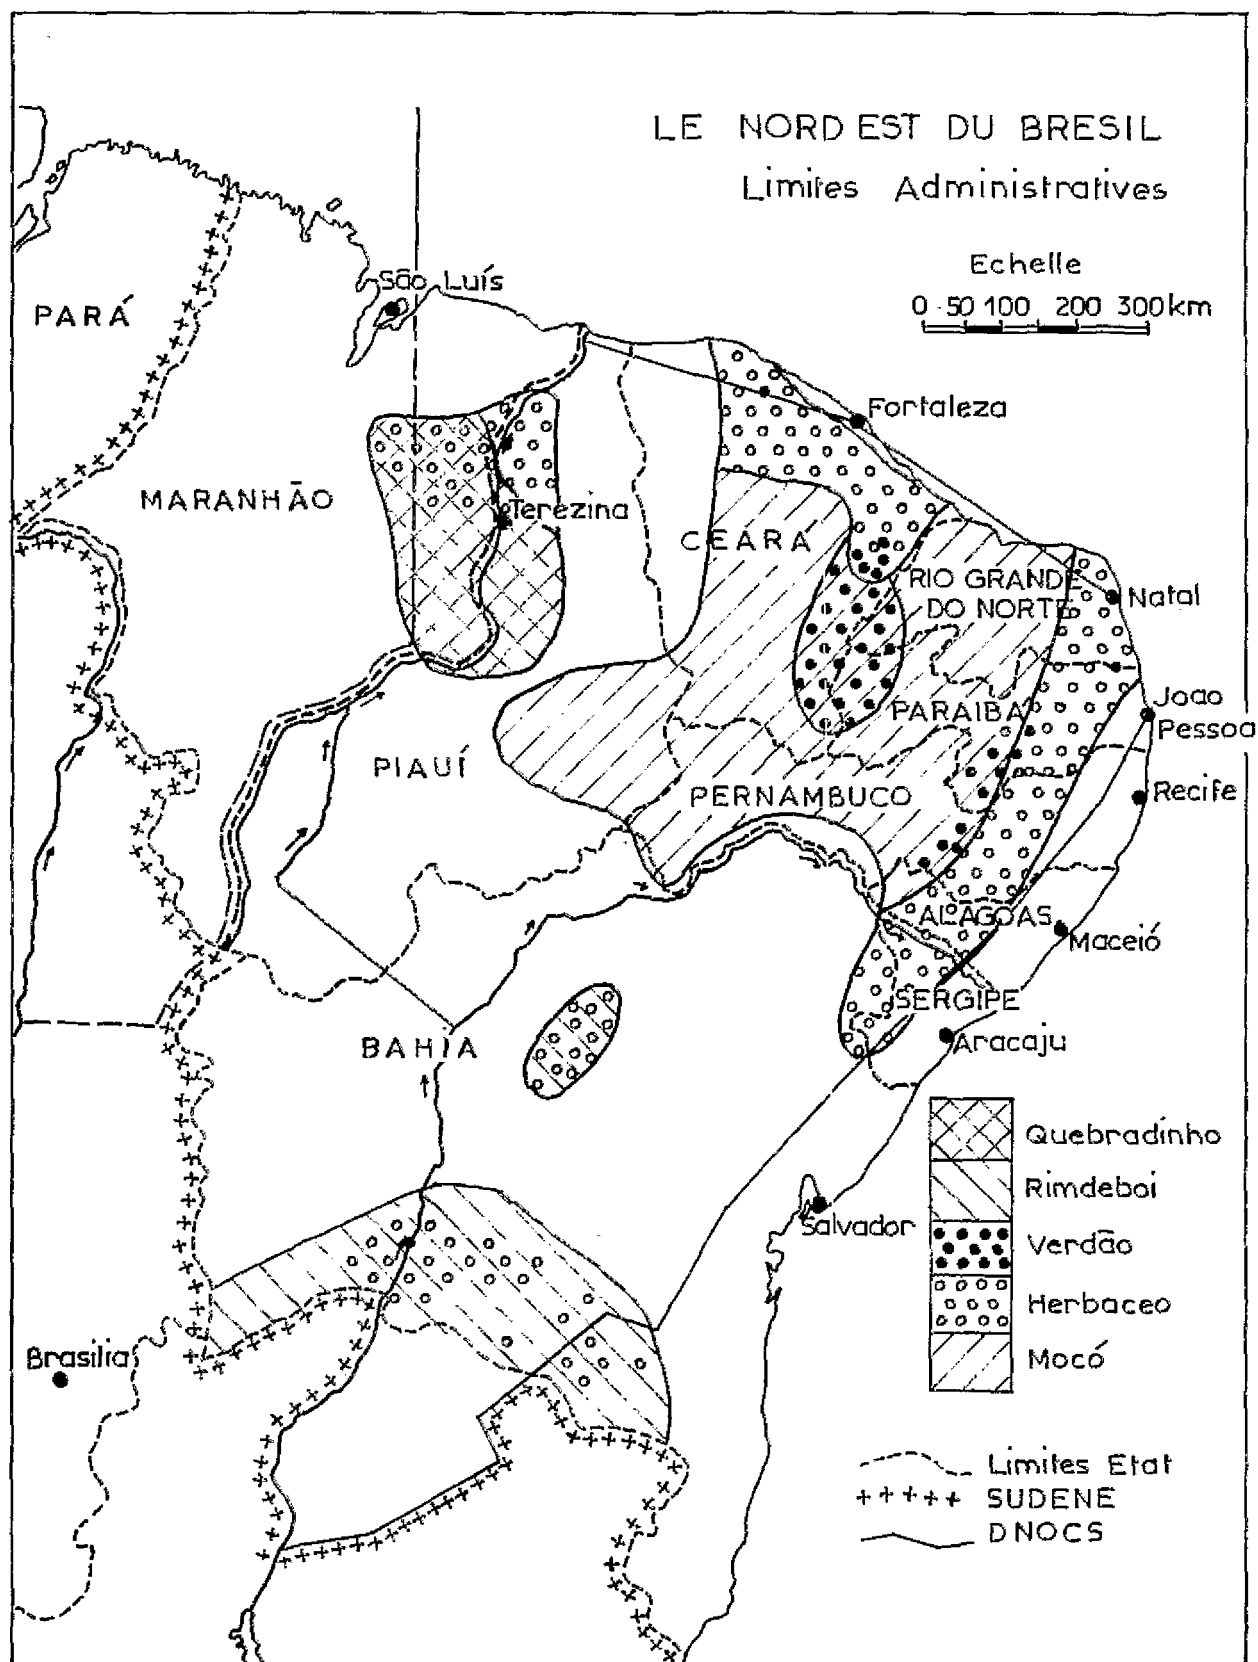 LE NORD EST DU BRESIL
Limites Administratives
Echelle
0 50 100 200 300km
São Luís
PARÁ
Fortaleza
MARANHÃO
Terezina
CEARÁ
RIO GRANDE
DO NORTE
Natal
Joao
Pessoa
PARAIBA
PIAUÍ
PERNAMBUCO
Recife
ALAGOAS
Maceió
SERGIPE
BAHIA
Aracaju
Quebradinho
Rimdeboi
Salvador
Verdão
Herbaceo
Brasilia
Mocó
Limites Etat
SUDENE
DNOCS